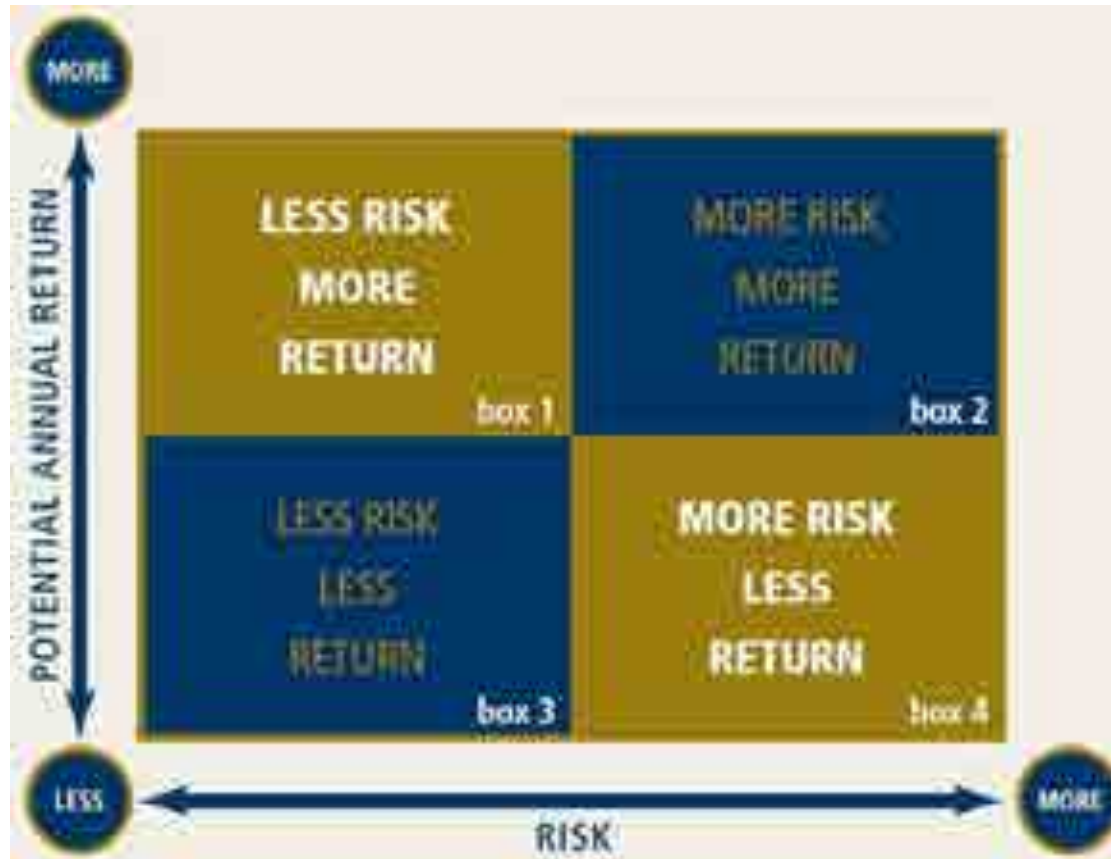 MORE
POTENTIAL ANNUAL RETURN
LESS RISK
MORE
RETURN
box 1
MORE RISK
MORE
RETURN
box 2
LESS RISK
LESS
RETURN
box 3
MORE RISK
LESS
RETURN
box 4
LESS
RISK
MORE